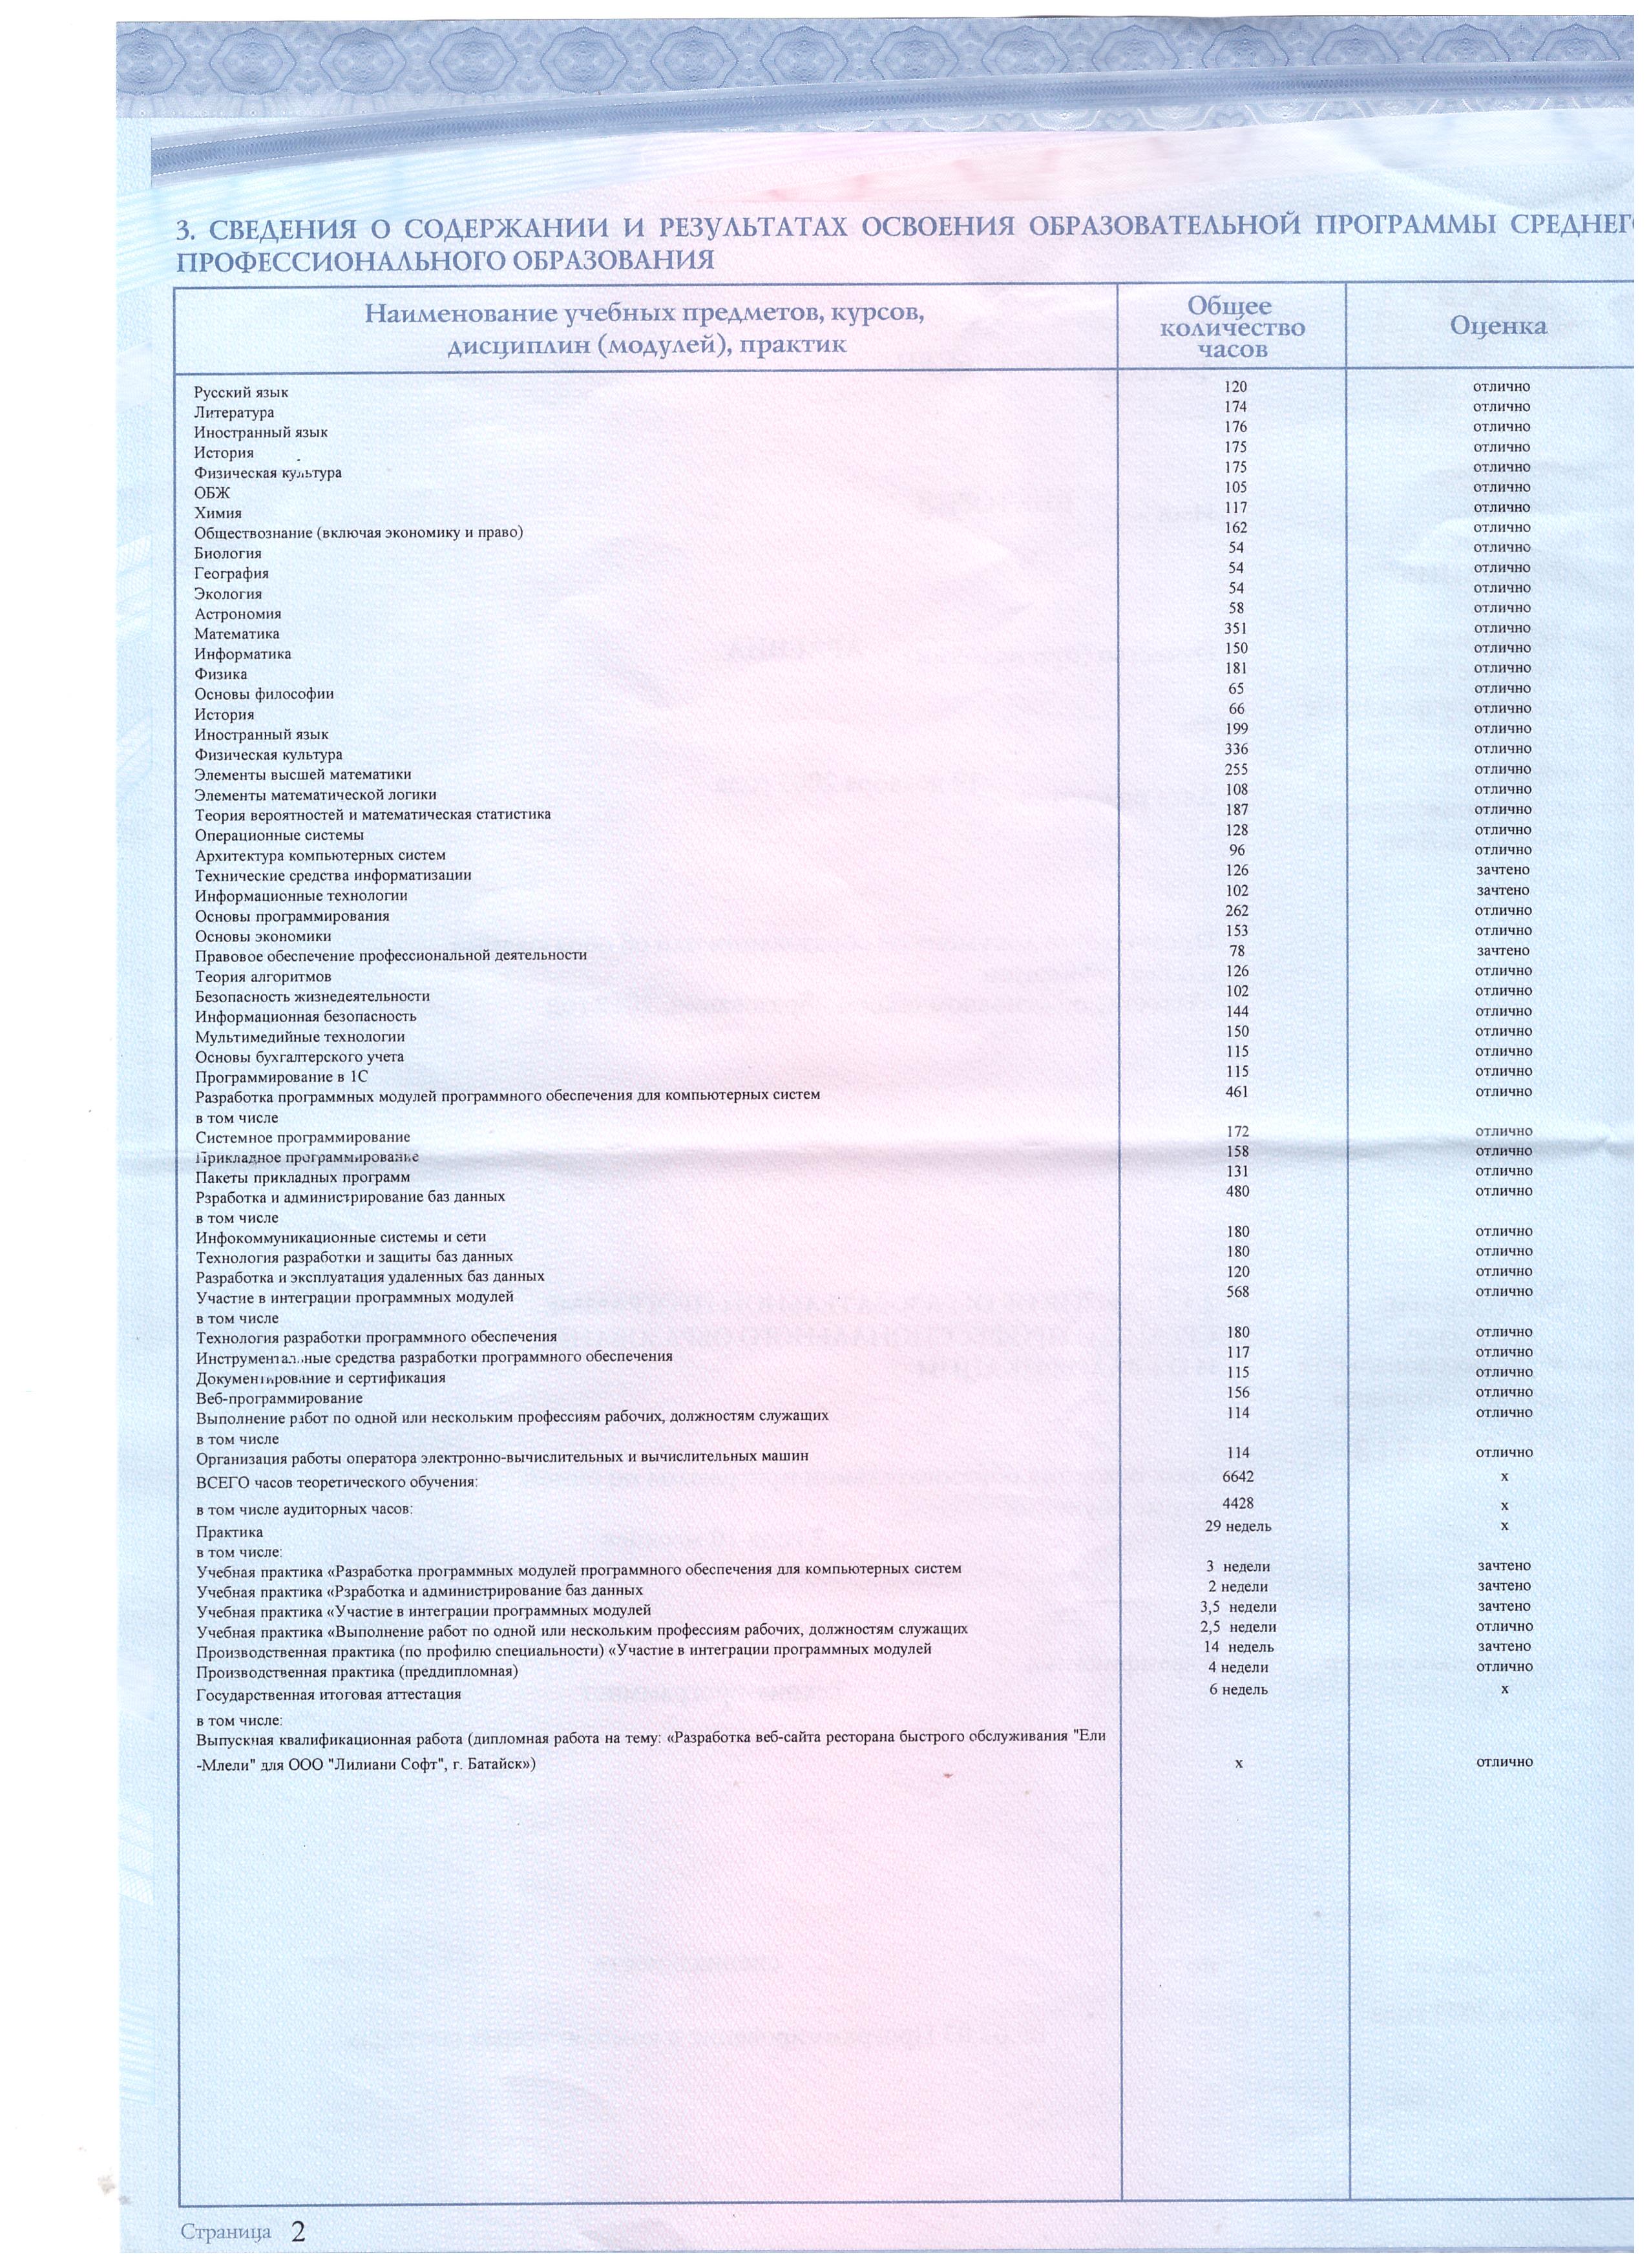 3. СВЕДЕНИЯ О СОДЕРЖАНИИ И РЕЗУЛЬТАТАХ ОСВОЕНИЯ ОБРАЗОВАТЕЛЬНОЙ ПРОГРАММЫ СРЕДНЕГО
ПРОФЕССИОНАЛЬНОГО ОБРАЗОВАНИЯ
Наименование учебных предметов, курсов, дисциплин (модулей), практик Общее количество часов Оценка
Русский язык 120 отлично
Литература 174 отлично
Иностранный язык 176 отлично
История 175 отлично
Физическая культура 175 отлично
ОБЖ 105 отлично
Химия 117 отлично
Обществознание (включая экономику и право) 162 отлично
Биология 54 отлично
География 54 отлично
Экология 54 отлично
Астрономия 58 отлично
Математика 351 отлично
Информатика 150 отлично
Физика 181 отлично
Основы философии 65 отлично
История 66 отлично
Иностранный язык 199 отлично
Физическая культура 336 отлично
Элементы высшей математики 255 отлично
Элементы математической логики 108 отлично
Теория вероятностей и математическая статистика 187 отлично
Операционные системы 128 отлично
Архитектура компьютерных систем 96 отлично
Технические средства информатизации 126 зачтено
Информационные технологии 102 зачтено
Основы программирования 262 отлично
Основы экономики 153 отлично
Правовое обеспечение профессиональной деятельности 78 зачтено
Теория алгоритмов 126 отлично
Безопасность жизнедеятельности 102 отлично
Информационная безопасность 144 отлично
Мультимедийные технологии 150 отлично
Основы бухгалтерского учета 115 отлично
Программирование в 1С 115 отлично
Разработка программных модулей программного обеспечения для компьютерных систем 461 отлично
в том числе
Системное программирование 172 отлично
Прикладное программирование 158 отлично
Пакеты прикладных программ 131 отлично
Рзработка и администрирование баз данных 480 отлично
в том числе
Инфокоммуникационные системы и сети 180 отлично
Технология разработки и защиты баз данных 180 отлично
Разработка и эксплуатация удаленных баз данных 120 отлично
Участие в интеграции программных модулей 568 отлично
в том числе
Технология разработки программного обеспечения 180 отлично
Инструментальные средства разработки программного обеспечения 117 отлично
Документирование и сертификация 115 отлично
Веб-программирование 156 отлично
Выполнение работ по одной или нескольким профессиям рабочих, должностям служащих 114 отлично
в том числе
Организация работы оператора электронно-вычислительных и вычислительных машин 114 отлично
ВСЕГО часов теоретического обучения: 6642 х
в том числе аудиторных часов: 4428 х
Практика 29 недель х
в том числе:
Учебная практика «Разработка программных модулей программного обеспечения для компьютерных систем 3 недели зачтено
Учебная практика «Рзработка и администрирование баз данных 2 недели зачтено
Учебная практика «Участие в интеграции программных модулей 3,5 недели зачтено
Учебная практика «Выполнение работ по одной или нескольким профессиям рабочих, должностям служащих 2,5 недели отлично
Производственная практика (по профилю специальности) «Участие в интеграции программных модулей 14 недель зачтено
Производственная практика (преддипломная) 4 недели отлично
Государственная итоговая аттестация 6 недель х
в том числе:
Выпускная квалификационная работа (дипломная работа на тему: «Разработка веб-сайта ресторана быстрого обслуживания "Ели
-Млели" для ООО "Лилиани Софт", г. Батайск») х отлично
Страница 2